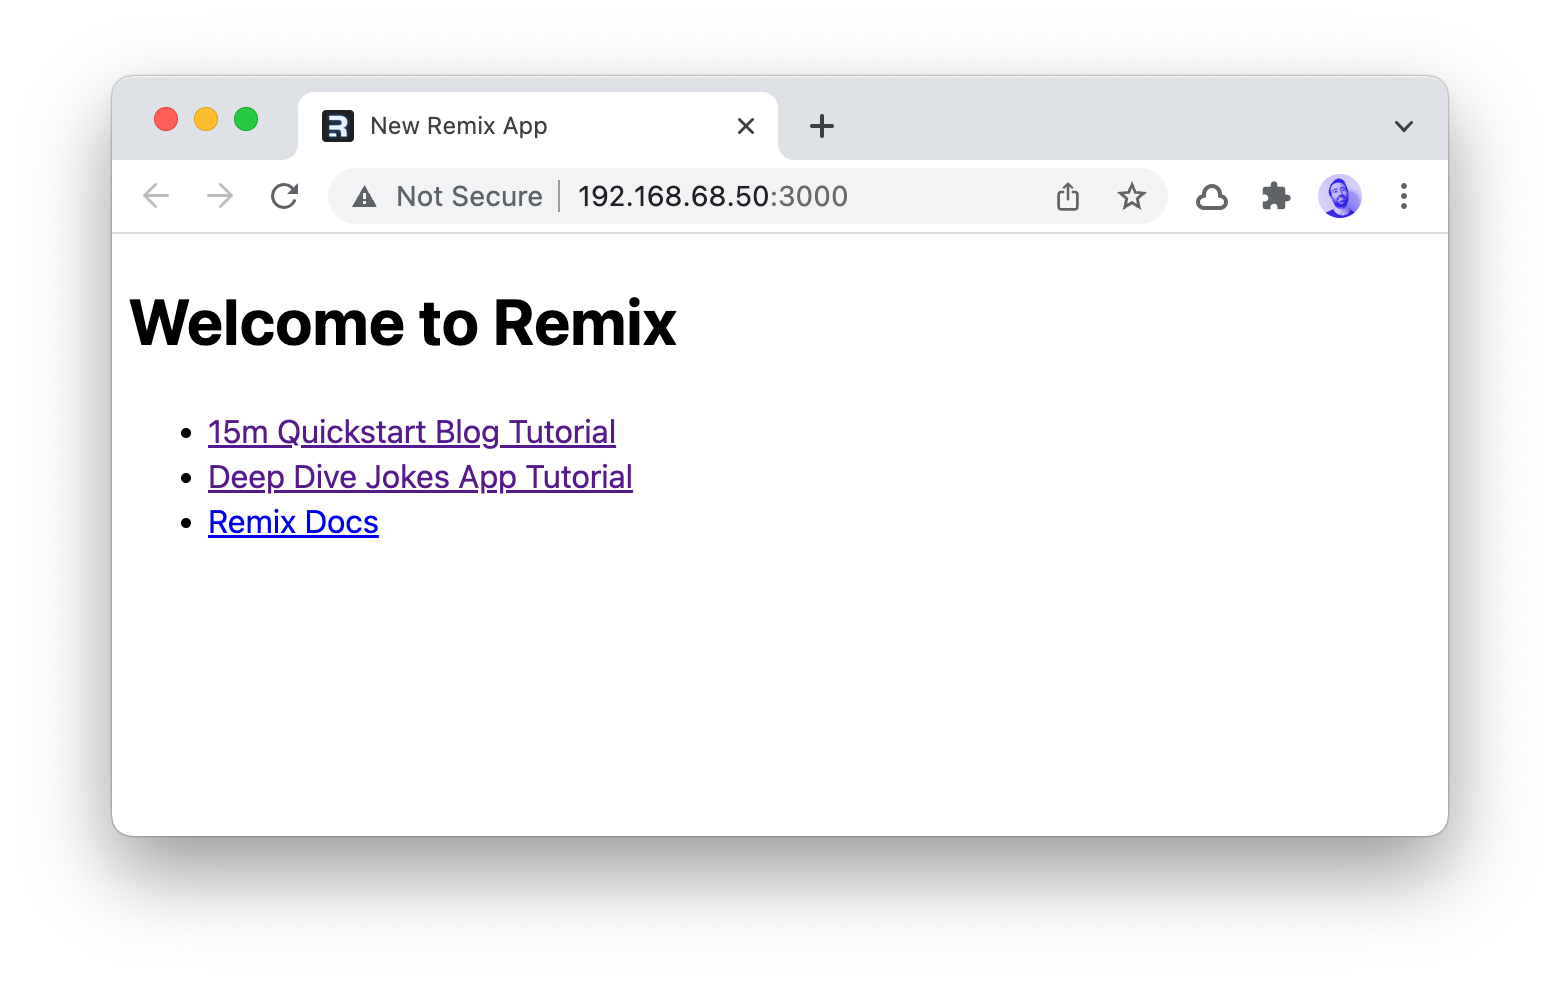 New Remix App
Not Secure 192.168.68.50:3000
Welcome to Remix
15m Quickstart Blog Tutorial
Deep Dive Jokes App Tutorial
Remix Docs